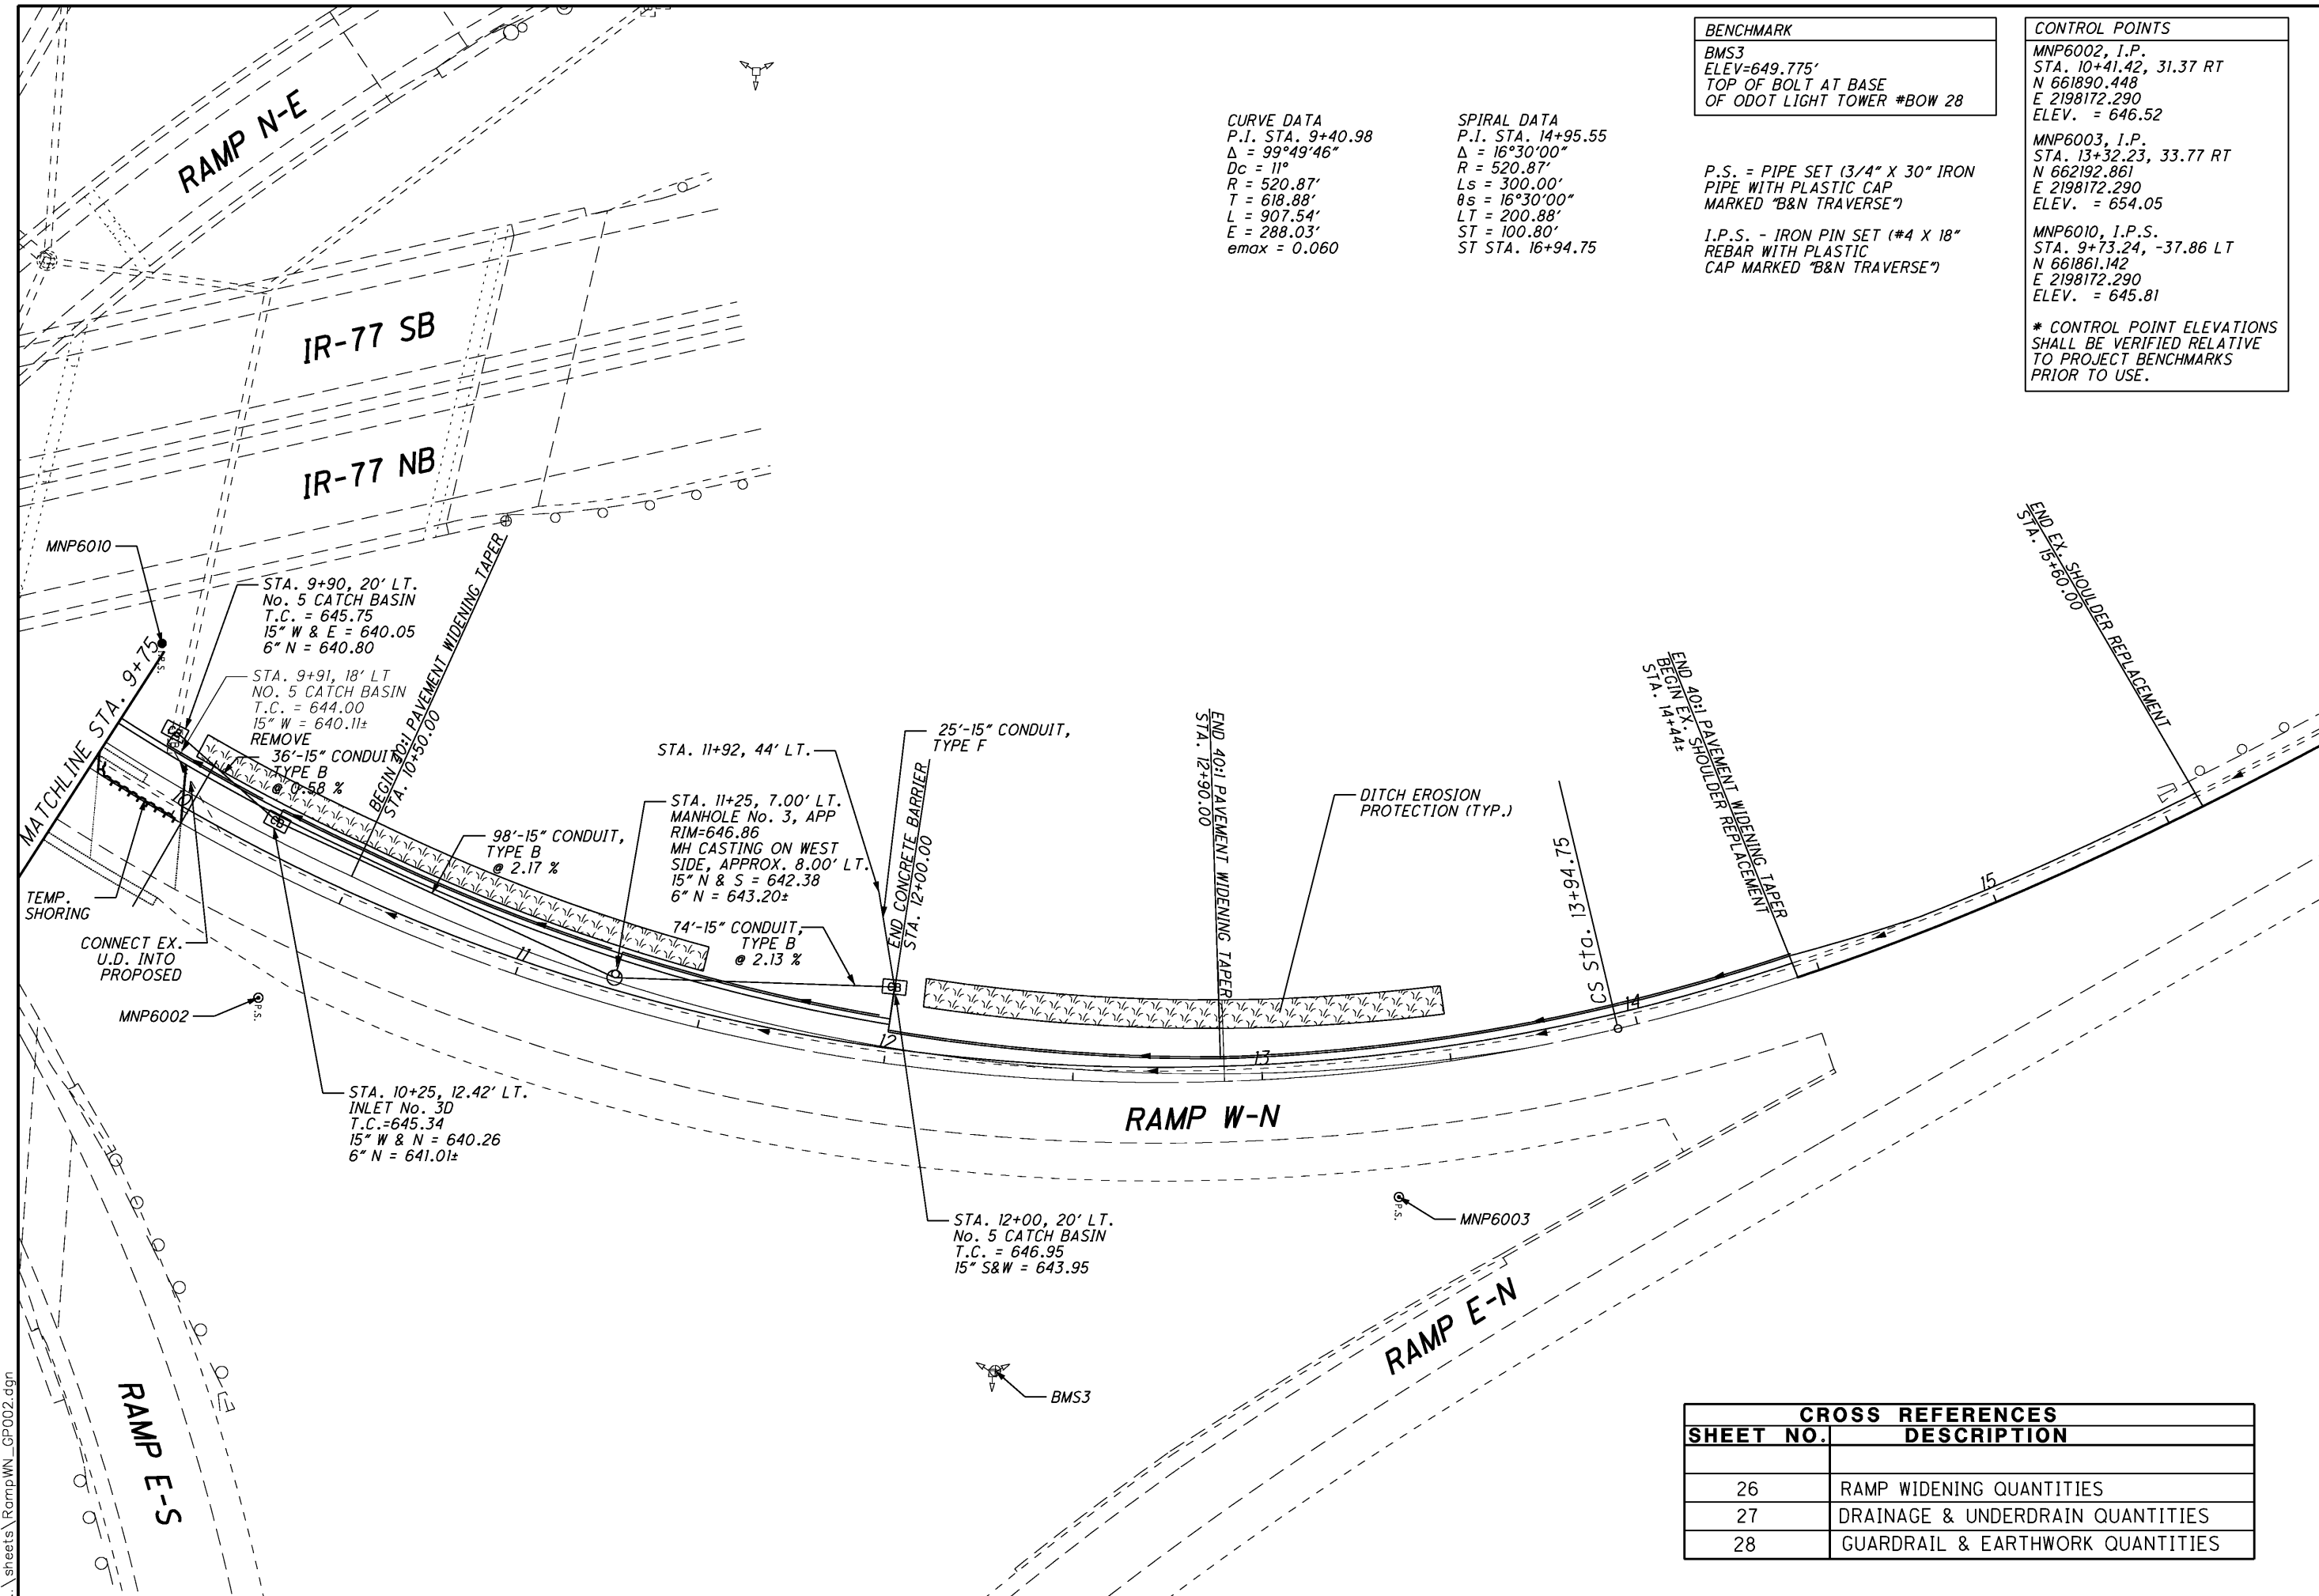 BENCHMARK
BMS3
ELEV=649.775'
TOP OF BOLT AT BASE
OF ODOT LIGHT TOWER #BOW 28
CONTROL POINTS
MNP6002, I.P.
STA. 10+41.42, 31.37 RT
N 661890.448
E 2198172.290
ELEV. = 646.52
MNP6003, I.P.
STA. 13+32.23, 33.77 RT
N 662192.861
E 2198172.290
ELEV. = 654.05
MNP6010, I.P.S.
STA. 9+73.24, -37.86 LT
N 661861.142
E 2198172.290
ELEV. = 645.81
* CONTROL POINT ELEVATIONS
SHALL BE VERIFIED RELATIVE
TO PROJECT BENCHMARKS
PRIOR TO USE.
CURVE DATA
P.I. STA. 9+40.98
Δ = 99°49'46"
Dc = 11°
R = 520.87'
T = 618.88'
L = 907.54'
E = 288.03'
emax = 0.060
SPIRAL DATA
P.I. STA. 14+95.55
Δ = 16°30'00"
R = 520.87'
Ls = 300.00'
θs = 16°30'00"
LT = 200.88'
ST = 100.80'
ST STA. 16+94.75
P.S. = PIPE SET (3/4" X 30" IRON
PIPE WITH PLASTIC CAP
MARKED "B&N TRAVERSE")
I.P.S. - IRON PIN SET (#4 X 18"
REBAR WITH PLASTIC
CAP MARKED "B&N TRAVERSE")
RAMP N-E
IR-77 SB
IR-77 NB
MNP6010
I.P.S.
MATCHLINE STA. 9+75
STA. 9+90, 20' LT.
No. 5 CATCH BASIN
T.C. = 645.75
15" W & E = 640.05
6" N = 640.80
STA. 9+91, 18' LT
NO. 5 CATCH BASIN
T.C. = 644.00
15" W = 640.11±
REMOVE
36'-15" CONDUIT
TYPE B
@ 0.58 %
BEGIN 40:1 PAVEMENT WIDENING TAPER
STA. 10+50.00
98'-15" CONDUIT,
TYPE B
@ 2.17 %
STA. 11+92, 44' LT.
STA. 11+25, 7.00' LT.
MANHOLE No. 3, APP
RIM=646.86
MH CASTING ON WEST
SIDE, APPROX. 8.00' LT.
15" N & S = 642.38
6" N = 643.20±
74'-15" CONDUIT,
TYPE B
@ 2.13 %
25'-15" CONDUIT,
TYPE F
END CONCRETE BARRIER
STA. 12+00.00
END 40:1 PAVEMENT WIDENING TAPER
STA. 12+90.00
DITCH EROSION
PROTECTION (TYP.)
CS Sta. 13+94.75
END 40:1 PAVEMENT WIDENING TAPER
BEGIN EX. SHOULDER REPLACEMENT
STA. 14+44±
END EX. SHOULDER REPLACEMENT
STA. 15+60.00
CB
CB
CB
10
11
12
13
14
15
TEMP.
SHORING
CONNECT EX.
U.D. INTO
PROPOSED
MNP6002
P.S.
STA. 10+25, 12.42' LT.
INLET No. 3D
T.C.=645.34
15" W & N = 640.26
6" N = 641.01±
STA. 12+00, 20' LT.
No. 5 CATCH BASIN
T.C. = 646.95
15" S&W = 643.95
RAMP W-N
MNP6003
P.S.
BMS3
RAMP E-N
RAMP E-S
CROSS REFERENCES
SHEET NO. DESCRIPTION
26 RAMP WIDENING QUANTITIES
27 DRAINAGE & UNDERDRAIN QUANTITIES
28 GUARDRAIL & EARTHWORK QUANTITIES
\sheets\RampWN_GP002.dgn